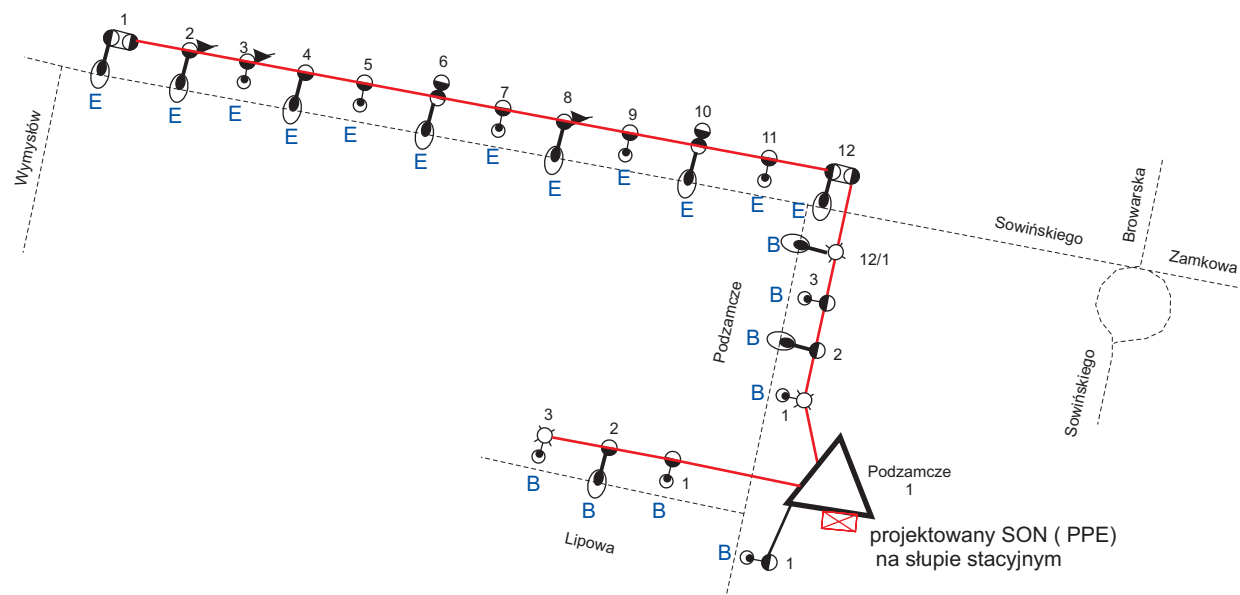 1
2
3
4
5
6
7
8
9
10
11
12
E
E
E
E
E
E
E
E
E
E
E
E
Wymysłów
Sowińskiego
Browarska
Zamkowa
B
12/1
3
B
Podzamcze
B
2
Sowińskiego
B
1
3
2
1
B
B
B
Lipowa
Podzamcze
1
projektowany SON ( PPE)
na słupie stacyjnym
B
1